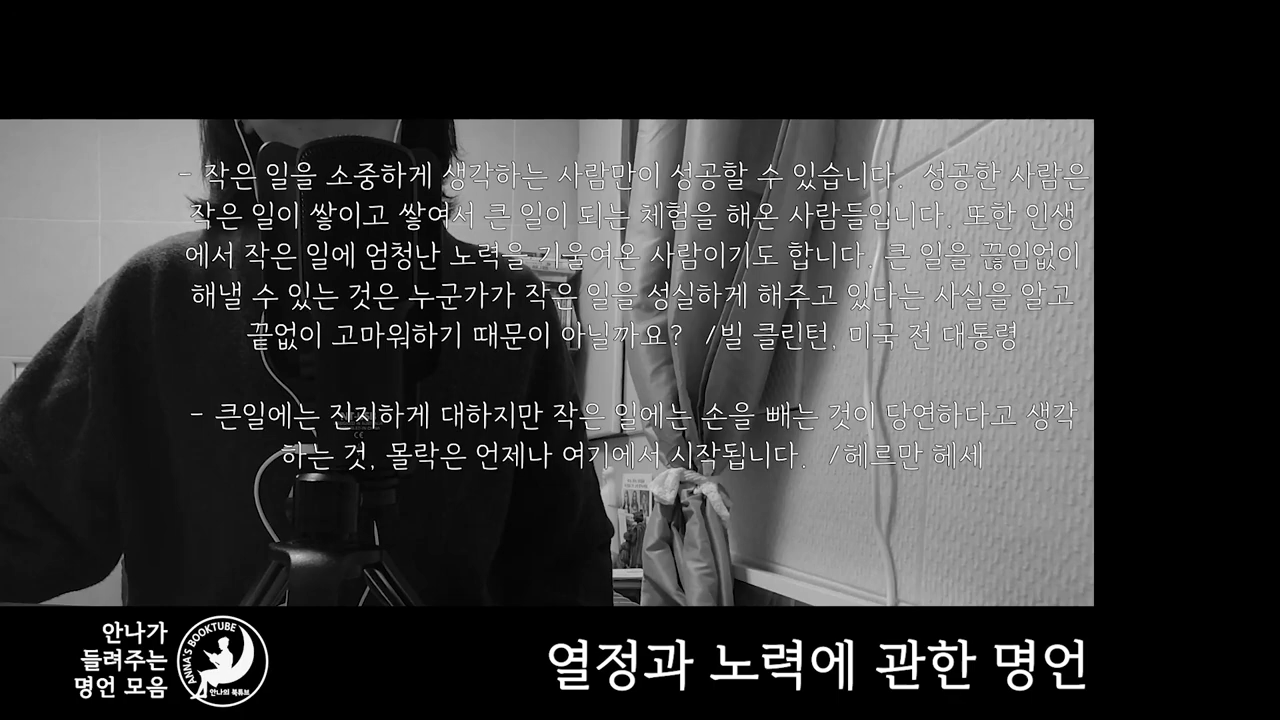 - 작은 일을 소중하게 생각하는 사람만이 성공할 수 있습니다. 성공한 사람은
작은 일이 쌓이고 쌓여서 큰 일이 되는 체험을 해온 사람들입니다. 또한 인생
에서 작은 일에 엄청난 노력을 기울여온 사람이기도 합니다. 큰 일을 끊임없이
해낼 수 있는 것은 누군가가 작은 일을 성실하게 해주고 있다는 사실을 알고
끝없이 고마워하기 때문이 아닐까요? /빌 클린턴, 미국 전 대통령
- 큰일에는 진지하게 대하지만 작은 일에는 손을 빼는 것이 당연하다고 생각
하는 것, 몰락은 언제나 여기에서 시작됩니다. /헤르만 헤세
안나가
들려주는
명언 모음
ANNA'S BOOKTUBE
안나의 북튜브
열정과 노력에 관한 명언